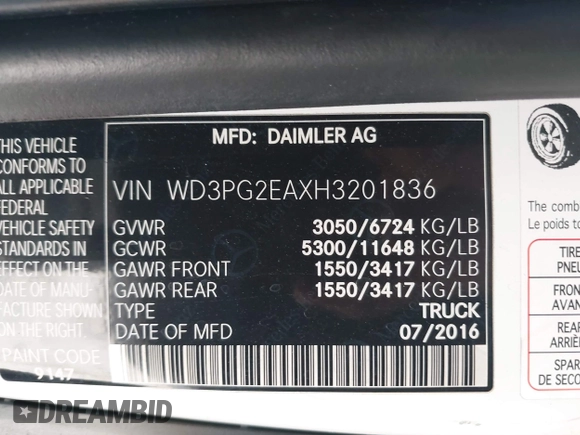 THIS VEHICLE
CONFORMS TO
ALL APPLICABLE
FEDERAL
VEHICLE SAFETY
STANDARDS IN
EFFECT ON THE
DATE OF MANU-
FACTURE SHOWN
ON THE RIGHT.
PAINT CODE
9147
MFD: DAIMLER AG
VIN WD3PG2EAXH3201836
GVWR 3050/6724 KG/LB
GCWR 5300/11648 KG/LB
GAWR FRONT 1550/3417 KG/LB
GAWR REAR 1550/3417 KG/LB
TYPE TRUCK
DATE OF MFD 07/2016
The
Le poids to
TIRE
PNEU
FRON
AVAN
REAR
ARRIÈ
SPAR
DE SECO
DREAMBID